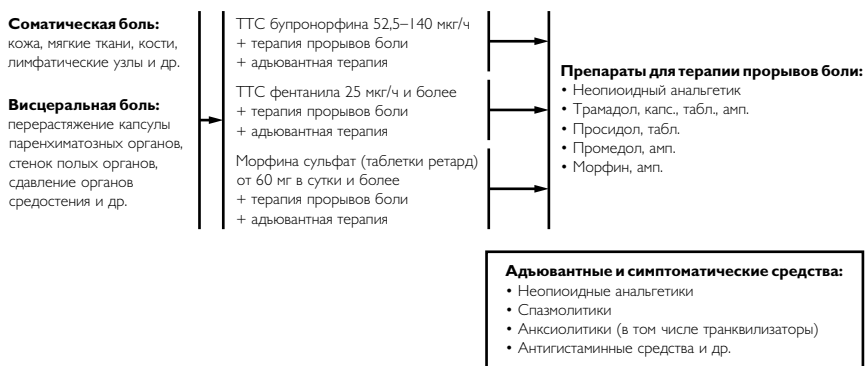 Соматическая боль:
кожа, мягкие ткани, кости,
лимфатические узлы и др.
Висцеральная боль:
перерастяжение капсулы
паренхиматозных органов,
стенок полых органов,
сдавление органов
средостения и др.
ТТС бупронорфина 52,5–140 мкг/ч
+ терапия прорывов боли
+ адъювантная терапия
ТТС фентанила 25 мкг/ч и более
+ терапия прорывов боли
+ адъювантная терапия
Морфина сульфат (таблетки ретард)
от 60 мг в сутки и более
+ терапия прорывов боли
+ адъювантная терапия
Препараты для терапии прорывов боли:
• Неопиоидный анальгетик
• Трамадол, капс., табл., амп.
• Просидол, табл.
• Промедол, амп.
• Морфин, амп.
Адъювантные и симптоматические средства:
• Неопиоидные анальгетики
• Спазмолитики
• Анксиолитики (в том числе транквилизаторы)
• Антигистаминные средства и др.